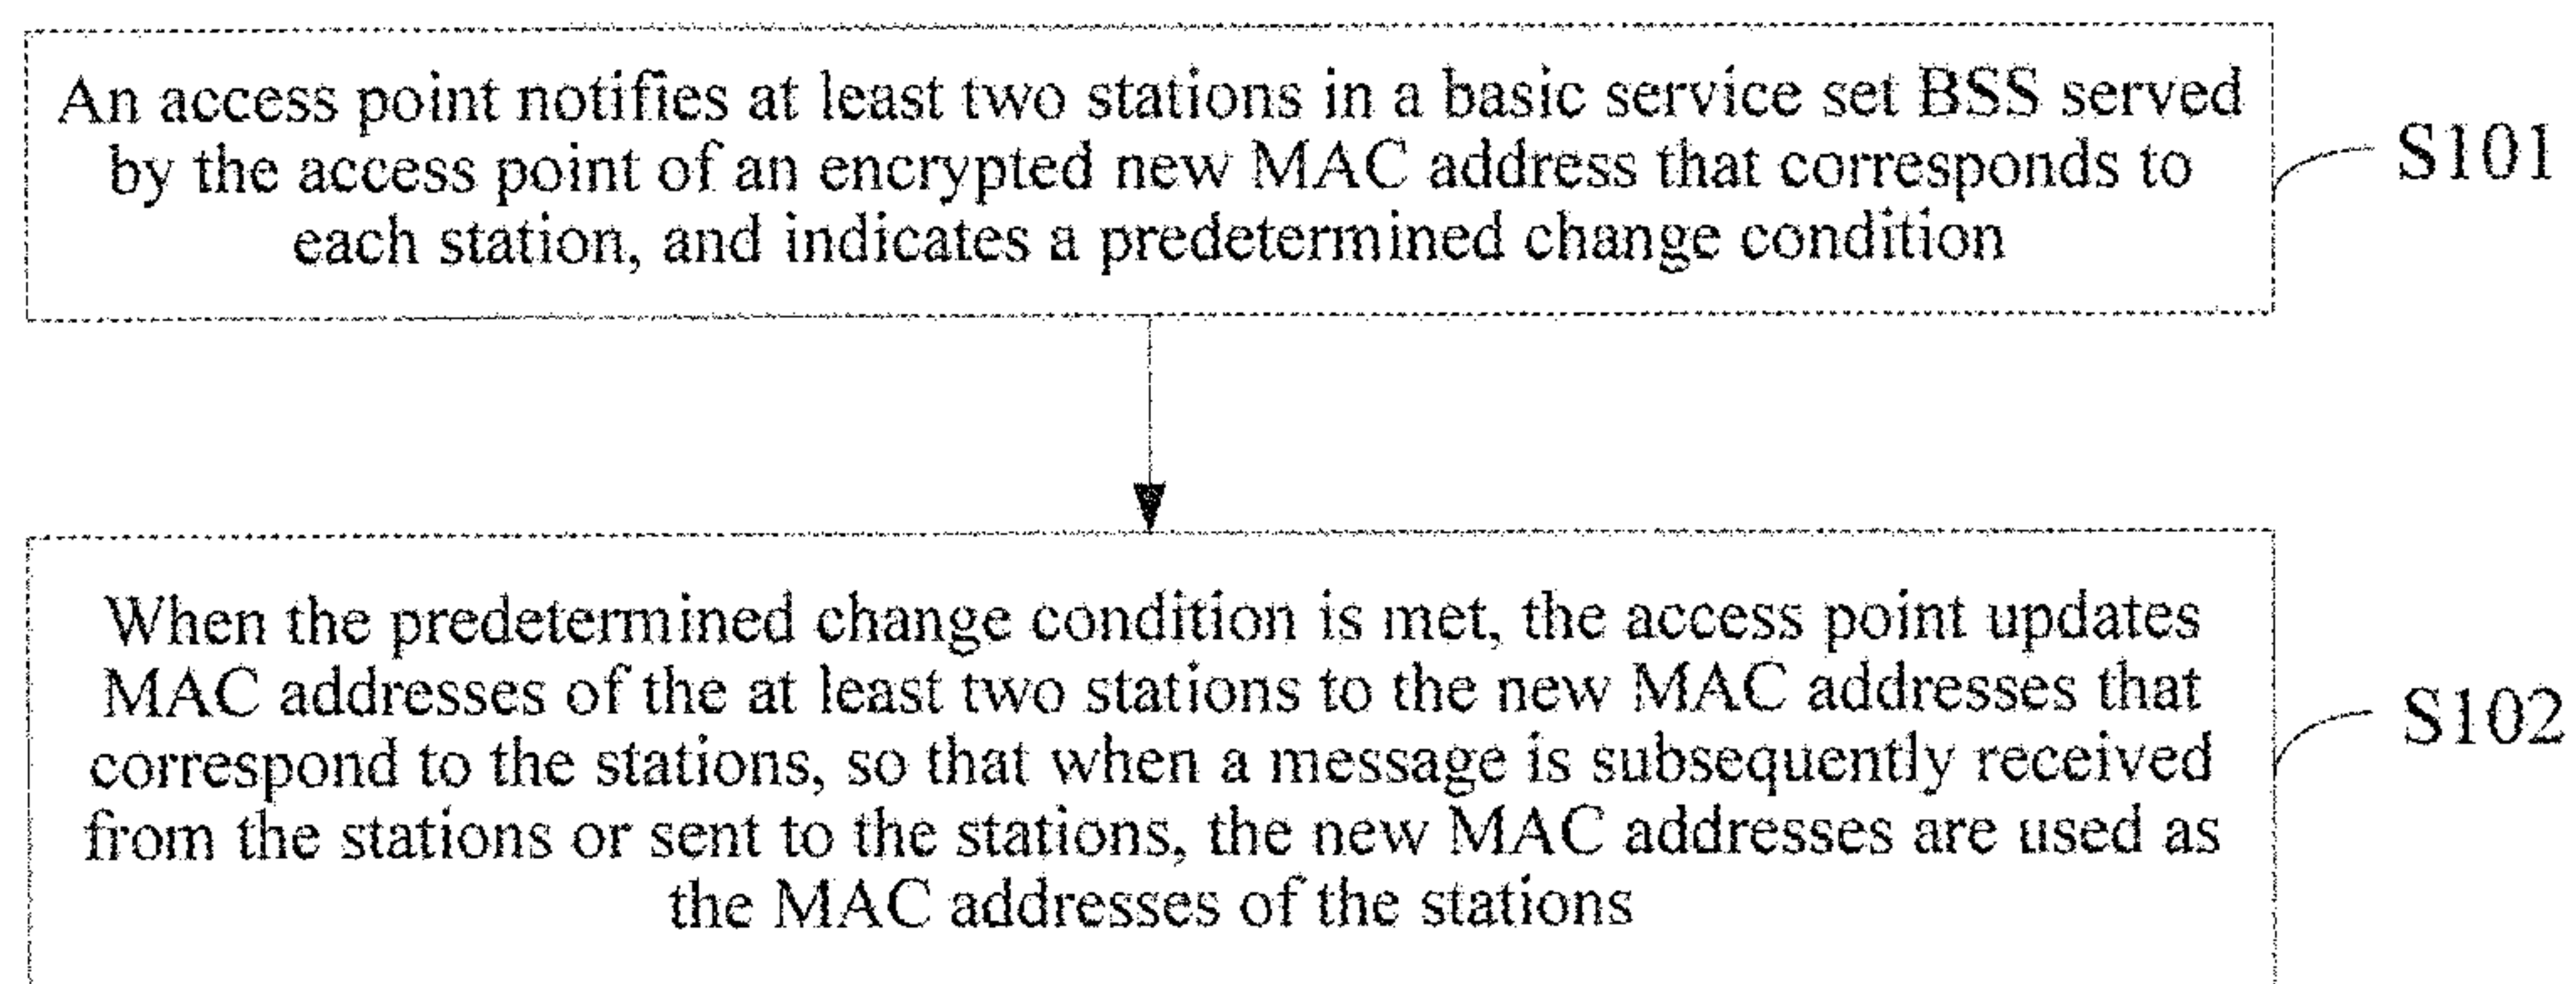 An access point notifies at least two stations in a basic service set BSS served
by the access point of an encrypted new MAC address that corresponds to
each station, and indicates a predetermined change condition
S101
When the predetermined change condition is met, the access point updates
MAC addresses of the at least two stations to the new MAC addresses that
correspond to the stations, so that when a message is subsequently received
from the stations or sent to the stations, the new MAC addresses are used as
the MAC addresses of the stations
S102